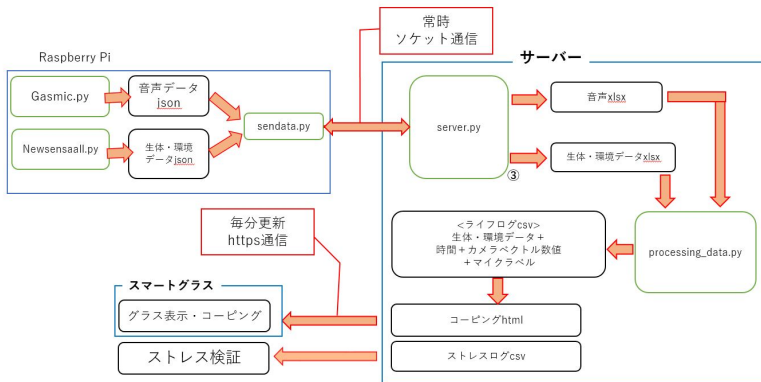 常時
ソケット通信
Raspberry Pi
サーバー
Gasmic.py
音声データ
json
sendata.py
server.py
音声xlsx
Newsensaall.py
生体・環境
データjson
生体・環境データxlsx
③
毎分更新
https通信
<ライフログcsv>
生体・環境データ＋
時間＋カメラベクトル数値
＋マイクラベル
processing_data.py
スマートグラス
グラス表示・コーピング
コーピングhtml
ストレス検証
ストレスログcsv